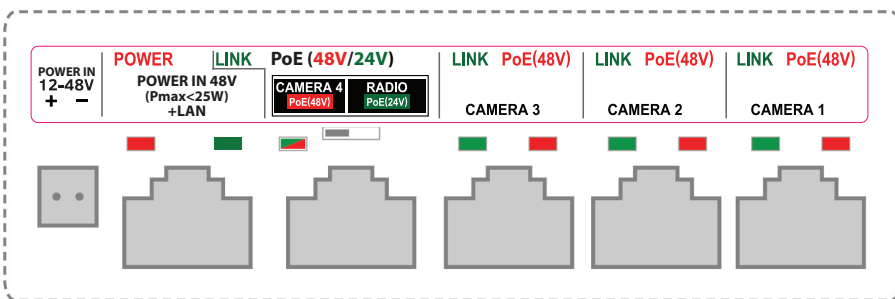 POWER IN
12-48V
+ −
POWER LINK
POWER IN 48V
(Pmax<25W)
+LAN
PoE (48V/24V)
CAMERA 4
PoE(48V)
RADIO
PoE(24V)
LINK PoE(48V)
CAMERA 3
LINK PoE(48V)
CAMERA 2
LINK PoE(48V)
CAMERA 1